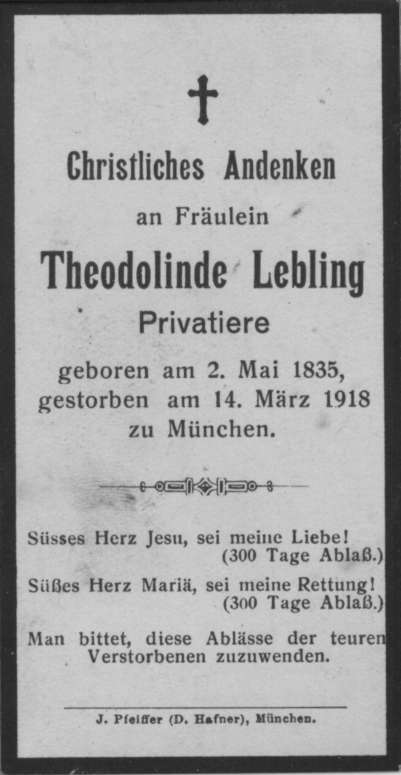 Christliches Andenken
an Fräulein
Theodolinde Lebling
Privatiere
geboren am 2. Mai 1835,
gestorben am 14. März 1918
zu München.
Süsses Herz Jesu, sei meine Liebe!
(300 Tage Ablaß.)
Süßes Herz Mariä, sei meine Rettung!
(300 Tage Ablaß.)
Man bittet, diese Ablässe der teuren
Verstorbenen zuzuwenden.
J. Pfeiffer (D. Hafner), München.